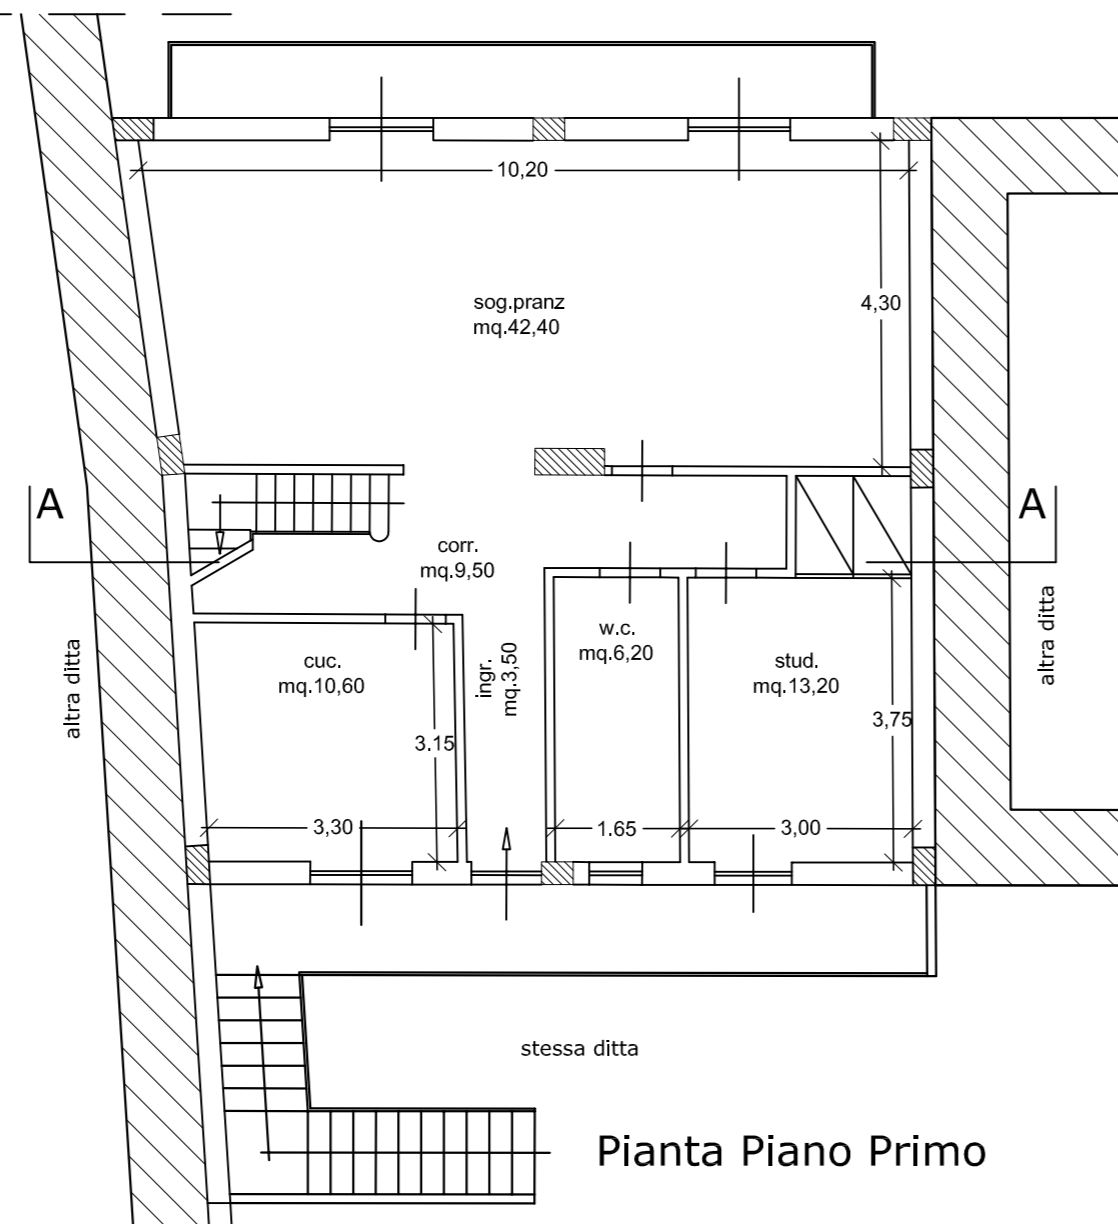 10,20
sog.pranz
mq.42,40
4,30
A
A
corr.
mq.9,50
altra ditta
altra ditta
cuc.
mq.10,60
ingr.
mq.3,50
w.c.
mq.6,20
stud.
mq.13,20
3.15
3,75
3,30
1.65
3,00
stessa ditta
Pianta Piano Primo